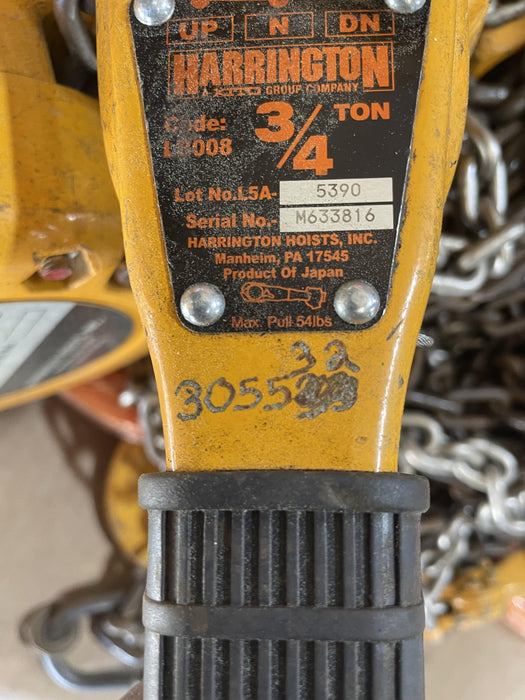 UP N DN
HARRINGTON
A KITO GROUP COMPANY
Code: 3/4 TON
LB008
Lot No.L5A- 5390
Serial No.- M633816
HARRINGTON HOISTS, INC.
Manheim, PA 17545
Product Of Japan
Max. Pull 54lbs
32
3055